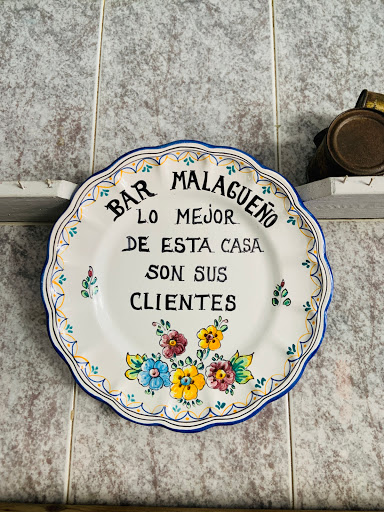 BAR MALAGUEÑO
LO MEJOR
DE ESTA CASA
SON SUS
CLIENTES